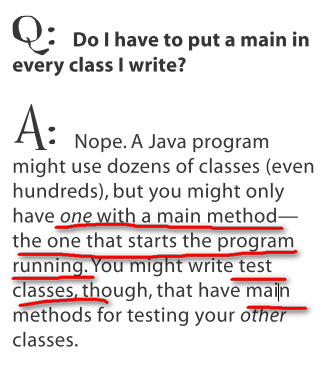 Q: Do I have to put a main in
every class I write?
A: Nope. A Java program
might use dozens of classes (even
hundreds), but you might only
have one with a main method—
the one that starts the program
running. You might write test
classes, though, that have main
methods for testing your other
classes.